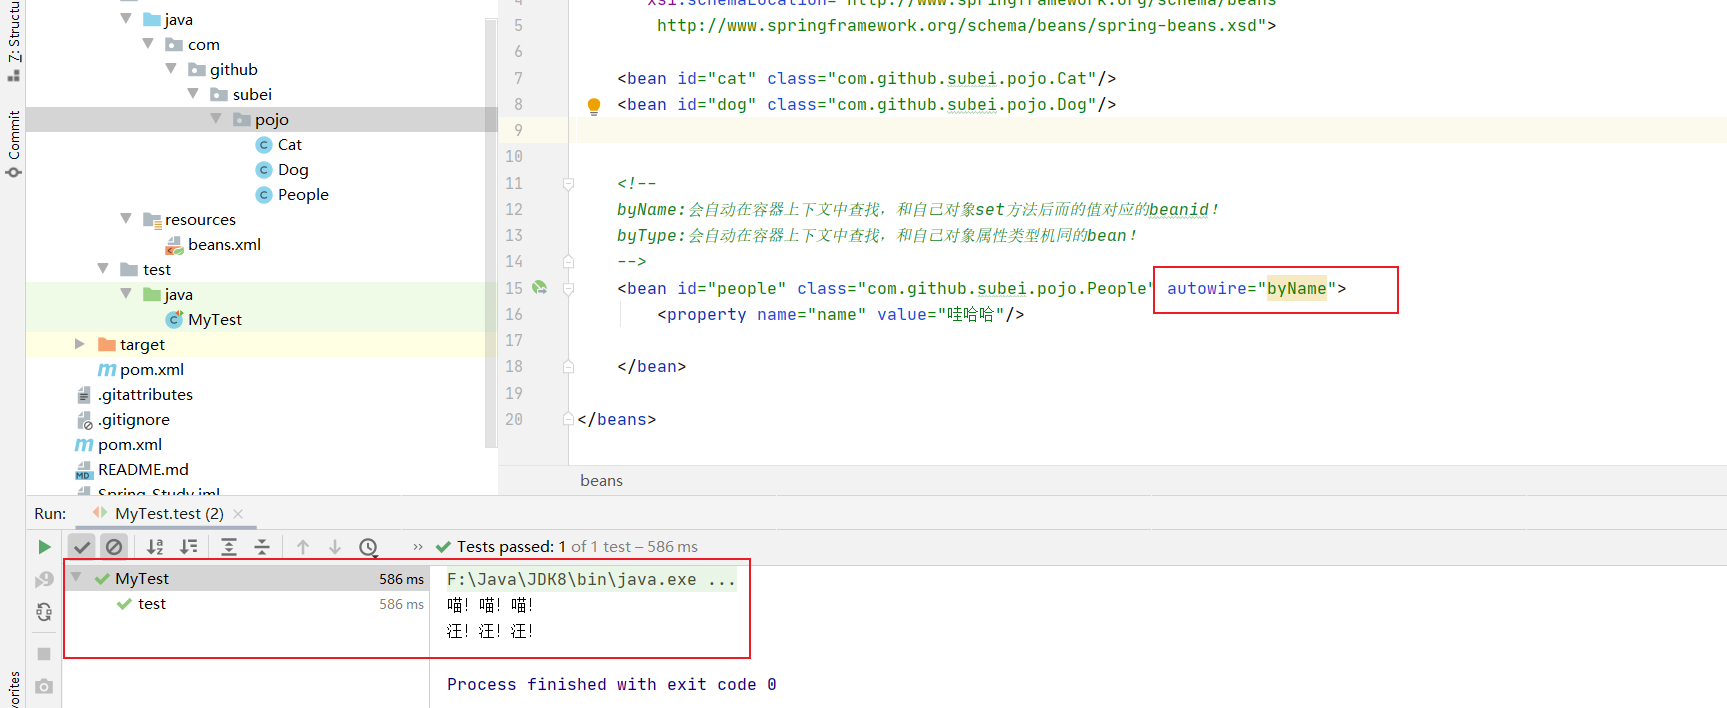 Z: Structu
Commit
vorites
java
com
github
subei
pojo
Cat
Dog
People
resources
beans.xml
test
java
MyTest
target
pom.xml
.gitattributes
.gitignore
pom.xml
README.md
Spring-Study.iml
4 xsi:schemaLocation="http://www.springframework.org/schema/beans
5 http://www.springframework.org/schema/beans/spring-beans.xsd">
6
7 <bean id="cat" class="com.github.subei.pojo.Cat"/>
8 <bean id="dog" class="com.github.subei.pojo.Dog"/>
9
10
11 <!--
12 byName:会自动在容器上下文中查找，和自己对象set方法后而的值对应的beanid！
13 byType:会自动在容器上下文中查找，和自己对象属性类型机同的bean！
14 -->
15 <bean id="people" class="com.github.subei.pojo.People" autowire="byName">
16 <property name="name" value="哇哈哈"/>
17
18 </bean>
19
20 </beans>
beans
Run: MyTest.test (2)
Tests passed: 1 of 1 test – 586 ms
MyTest 586 ms
test 586 ms
F:\Java\JDK8\bin\java.exe ...
喵！喵！喵！
汪！汪！汪！
Process finished with exit code 0